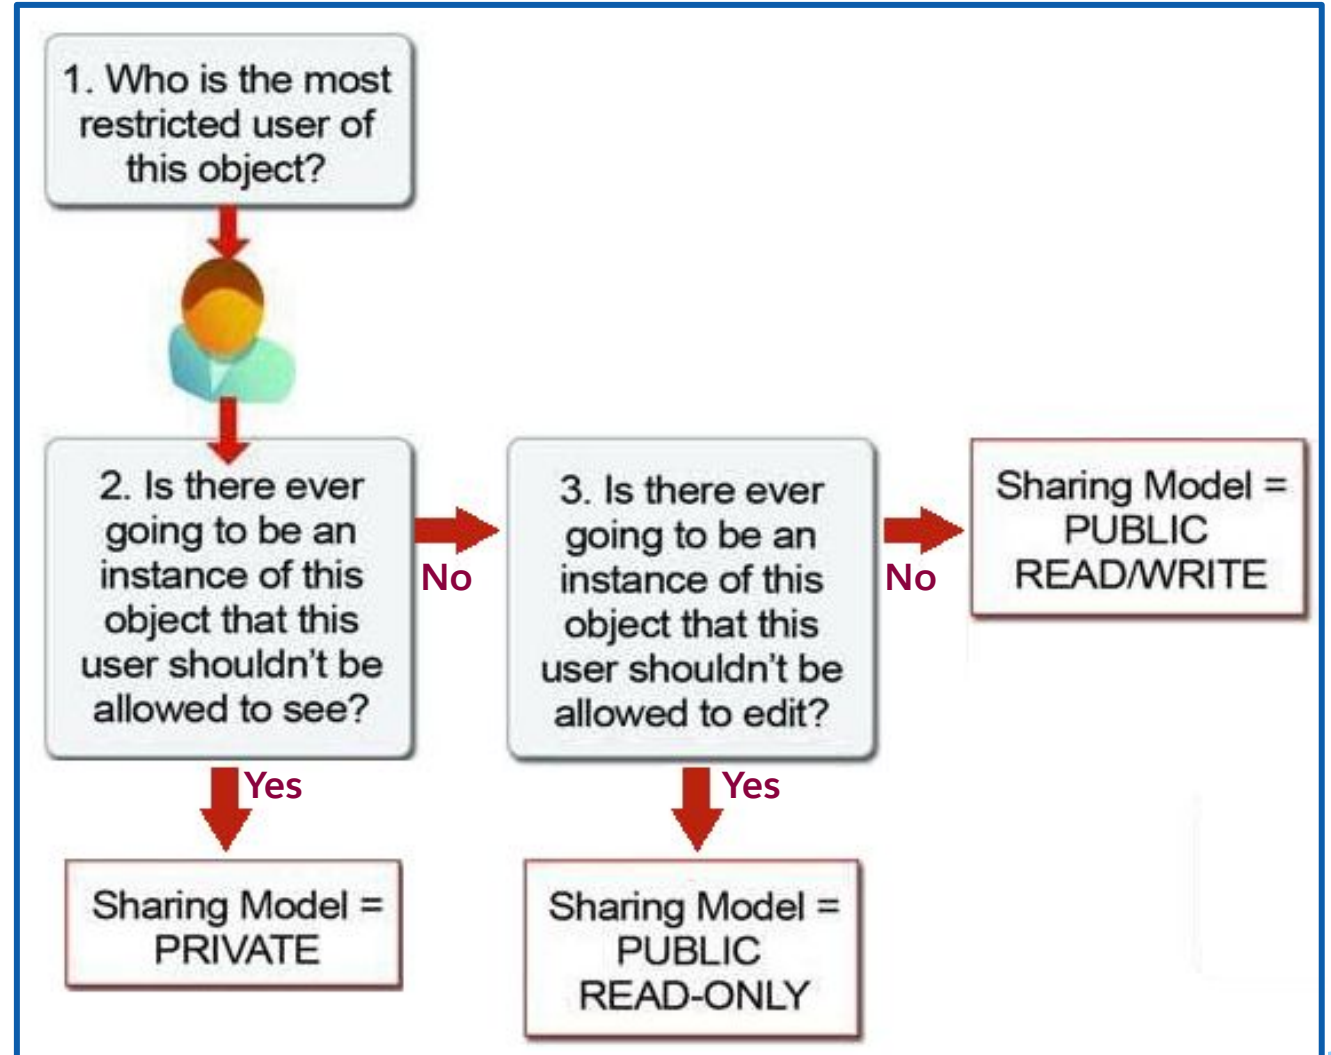 1. Who is the most
restricted user of
this object?
2. Is there ever
going to be an
instance of this
object that this
user shouldn't be
allowed to see?
No
3. Is there ever
going to be an
instance of this
object that this
user shouldn't be
allowed to edit?
No
Sharing Model =
PUBLIC
READ/WRITE
Yes
Sharing Model =
PRIVATE
Yes
Sharing Model =
PUBLIC
READ-ONLY